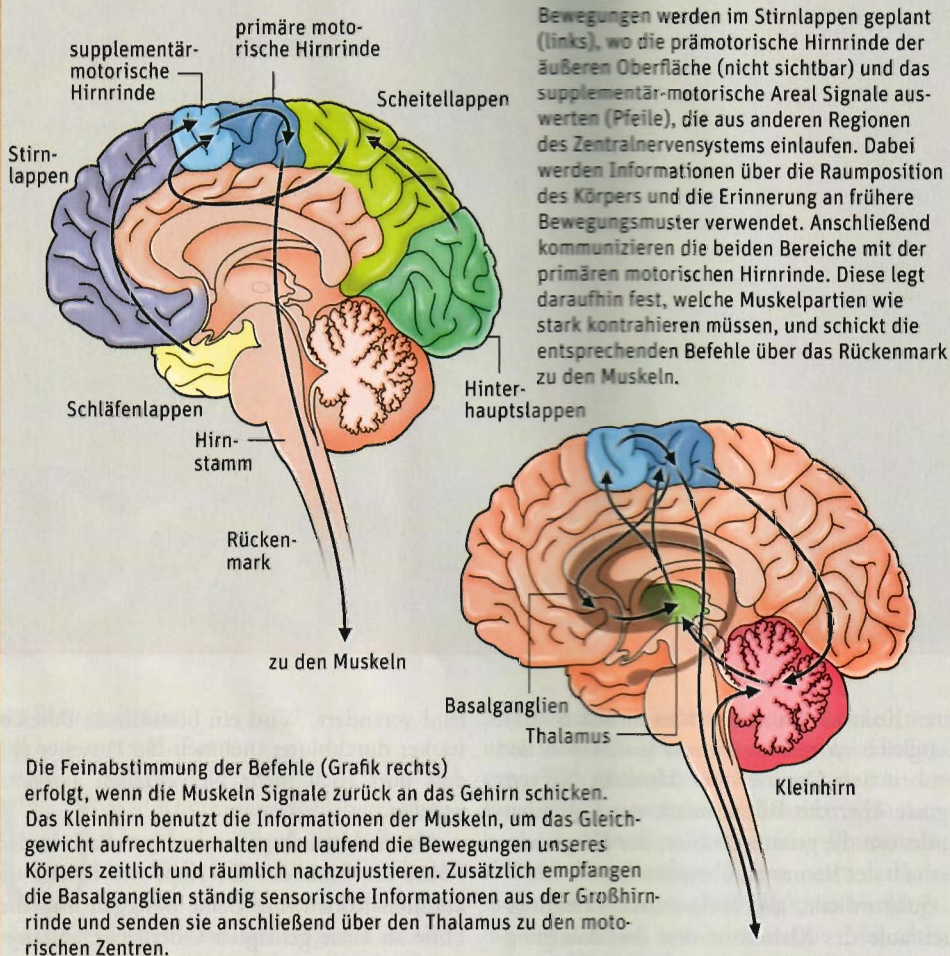 primäre moto-
rische Hirnrinde
supplementär-
motorische
Hirnrinde
Scheitellappen
Stirn-
lappen
Schläfenlappen
Hirn-
stamm
Hinter-
hauptslappen
Rücken-
mark
zu den Muskeln
Bewegungen werden im Stirnlappen geplant
(links), wo die prämotorische Hirnrinde der
äußeren Oberfläche (nicht sichtbar) und das
supplementär-motorische Areal Signale aus-
werten (Pfeile), die aus anderen Regionen
des Zentralnervensystems einlaufen. Dabei
werden Informationen über die Raumposition
des Körpers und die Erinnerung an frühere
Bewegungsmuster verwendet. Anschließend
kommunizieren die beiden Bereiche mit der
primären motorischen Hirnrinde. Diese legt
daraufhin fest, welche Muskelpartien wie
stark kontrahieren müssen, und schickt die
entsprechenden Befehle über das Rückenmark
zu den Muskeln.
Basalganglien
Thalamus
Kleinhirn
Die Feinabstimmung der Befehle (Grafik rechts)
erfolgt, wenn die Muskeln Signale zurück an das Gehirn schicken.
Das Kleinhirn benutzt die Informationen der Muskeln, um das Gleich-
gewicht aufrechtzuerhalten und laufend die Bewegungen unseres
Körpers zeitlich und räumlich nachzujustieren. Zusätzlich empfangen
die Basalganglien ständig sensorische Informationen aus der Großhirn-
rinde und senden sie anschließend über den Thalamus zu den moto-
rischen Zentren.